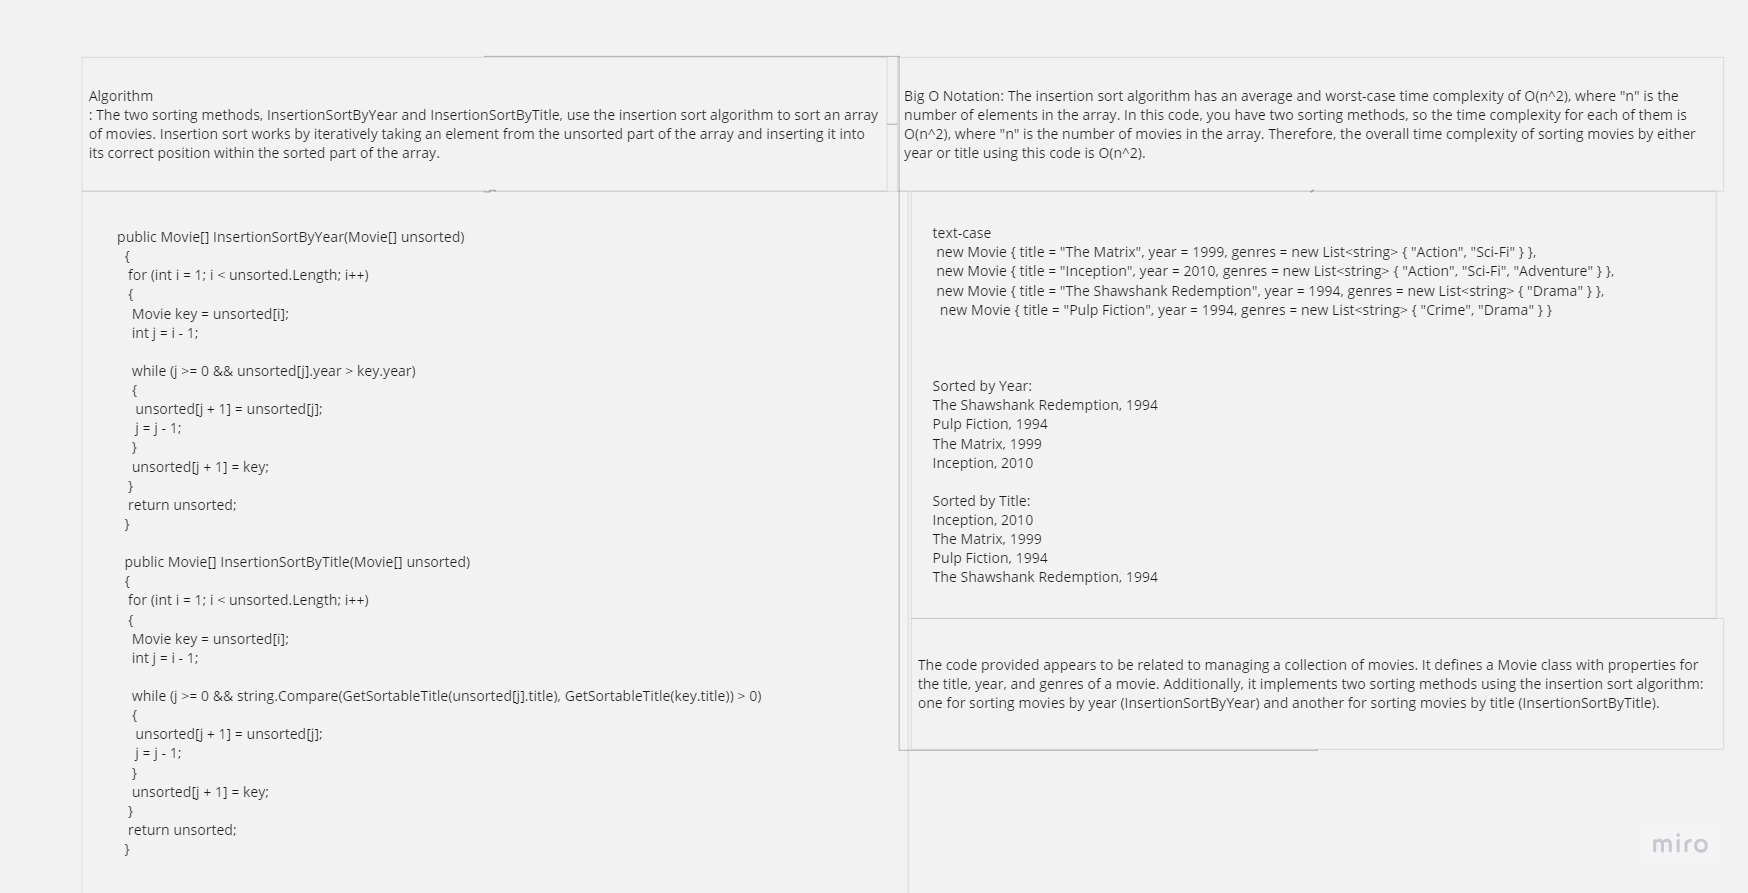 Algorithm
: The two sorting methods, InsertionSortByYear and InsertionSortByTitle, use the insertion sort algorithm to sort an array
of movies. Insertion sort works by iteratively taking an element from the unsorted part of the array and inserting it into
its correct position within the sorted part of the array.
Big O Notation: The insertion sort algorithm has an average and worst-case time complexity of O(n^2), where "n" is the
number of elements in the array. In this code, you have two sorting methods, so the time complexity for each of them is
O(n^2), where "n" is the number of movies in the array. Therefore, the overall time complexity of sorting movies by either
year or title using this code is O(n^2).
public Movie[] InsertionSortByYear(Movie[] unsorted)
{
for (int i = 1; i < unsorted.Length; i++)
{
Movie key = unsorted[i];
int j = i - 1;
while (j >= 0 && unsorted[j].year > key.year)
{
unsorted[j + 1] = unsorted[j];
j = j - 1;
}
unsorted[j + 1] = key;
}
return unsorted;
}
public Movie[] InsertionSortByTitle(Movie[] unsorted)
{
for (int i = 1; i < unsorted.Length; i++)
{
Movie key = unsorted[i];
int j = i - 1;
while (j >= 0 && string.Compare(GetSortableTitle(unsorted[j].title), GetSortableTitle(key.title)) > 0)
{
unsorted[j + 1] = unsorted[j];
j = j - 1;
}
unsorted[j + 1] = key;
}
return unsorted;
}
text-case
new Movie { title = "The Matrix", year = 1999, genres = new List<string> { "Action", "Sci-Fi" } },
new Movie { title = "Inception", year = 2010, genres = new List<string> { "Action", "Sci-Fi", "Adventure" } },
new Movie { title = "The Shawshank Redemption", year = 1994, genres = new List<string> { "Drama" } },
new Movie { title = "Pulp Fiction", year = 1994, genres = new List<string> { "Crime", "Drama" } }
Sorted by Year:
The Shawshank Redemption, 1994
Pulp Fiction, 1994
The Matrix, 1999
Inception, 2010
Sorted by Title:
Inception, 2010
The Matrix, 1999
Pulp Fiction, 1994
The Shawshank Redemption, 1994
The code provided appears to be related to managing a collection of movies. It defines a Movie class with properties for
the title, year, and genres of a movie. Additionally, it implements two sorting methods using the insertion sort algorithm:
one for sorting movies by year (InsertionSortByYear) and another for sorting movies by title (InsertionSortByTitle).
miro